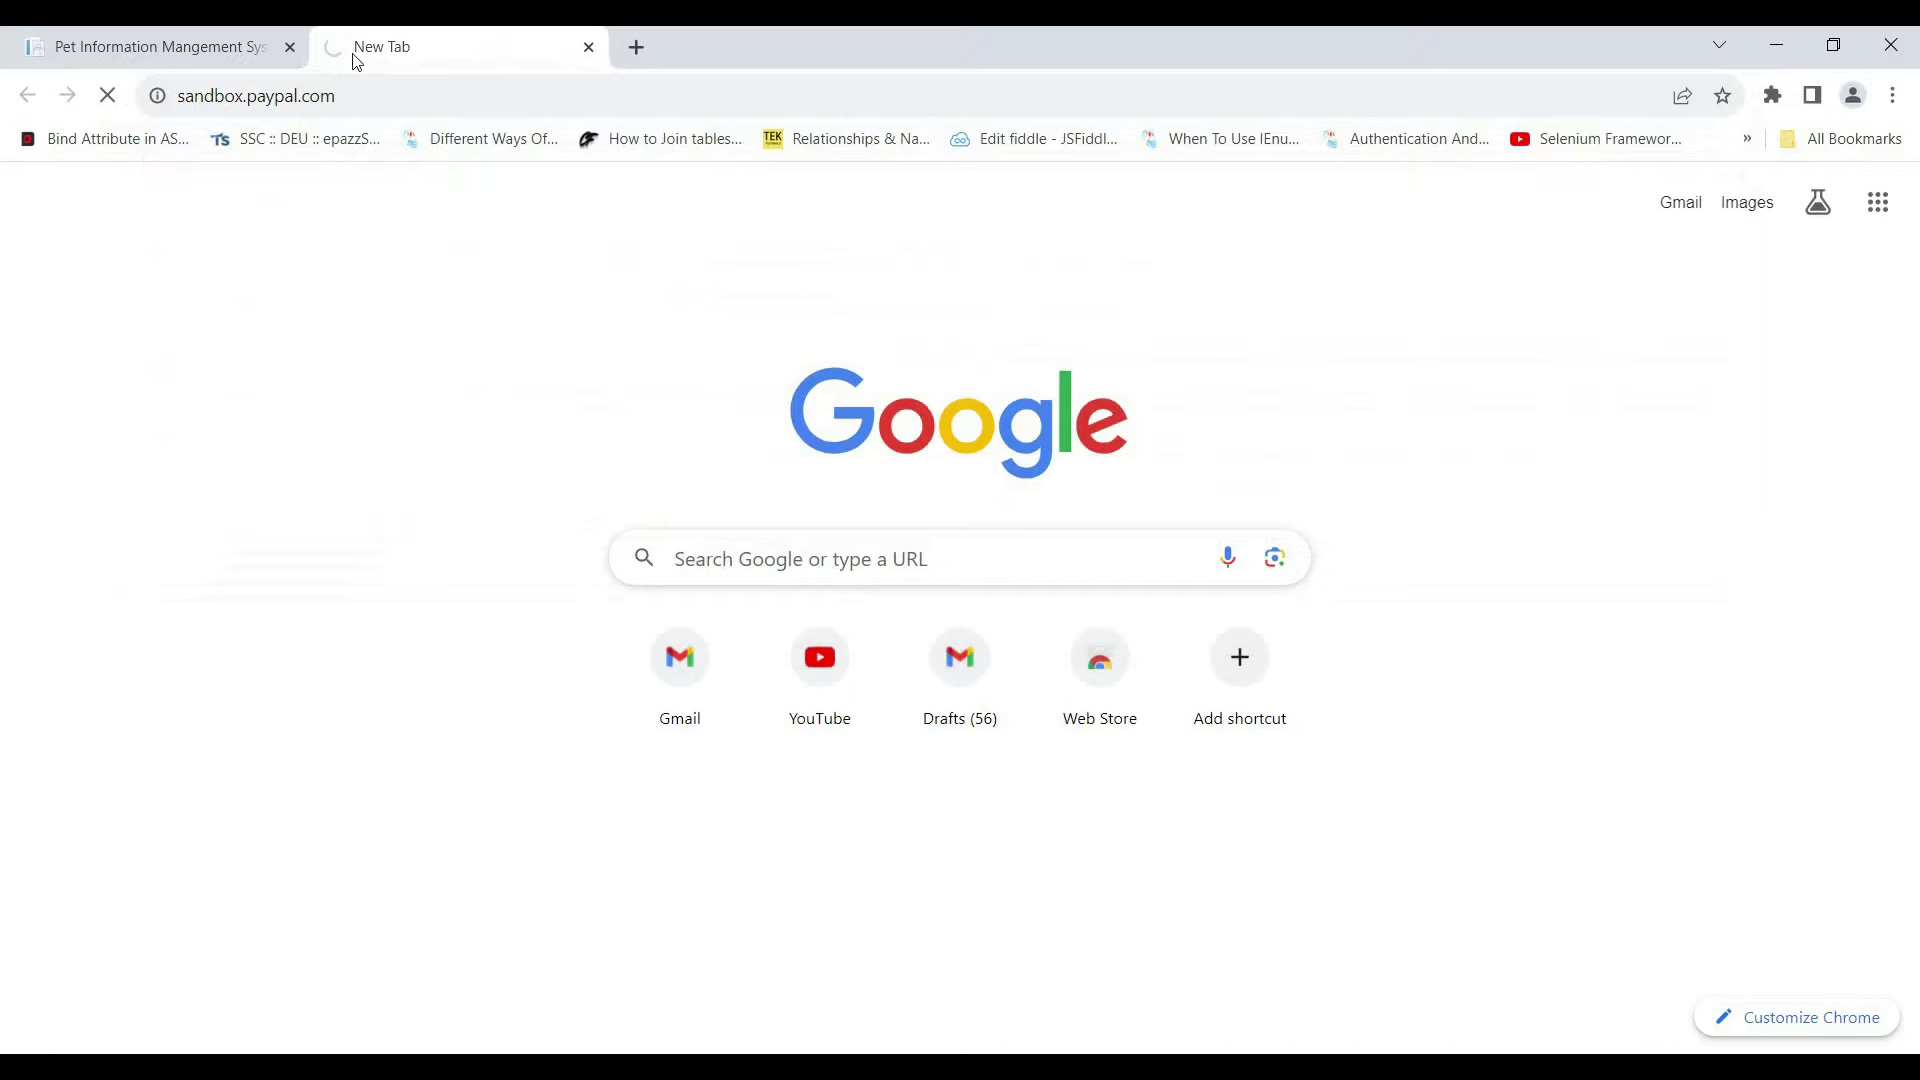 Pet Information Mangement Sys
New Tab
sandbox.paypal.com
Bind Attribute in AS...
TS
SSC :: DEU :: epazzS...
Different Ways Of...
How to Join tables...
TEK
Relationships & Na...
Edit fiddle - JSFiddl...
When To Use IEnu...
Authentication And...
Selenium Framewor...
»
All Bookmarks
Gmail
Images
Google
Search Google or type a URL
Gmail
YouTube
Drafts (56)
Web Store
Add shortcut
Customize Chrome